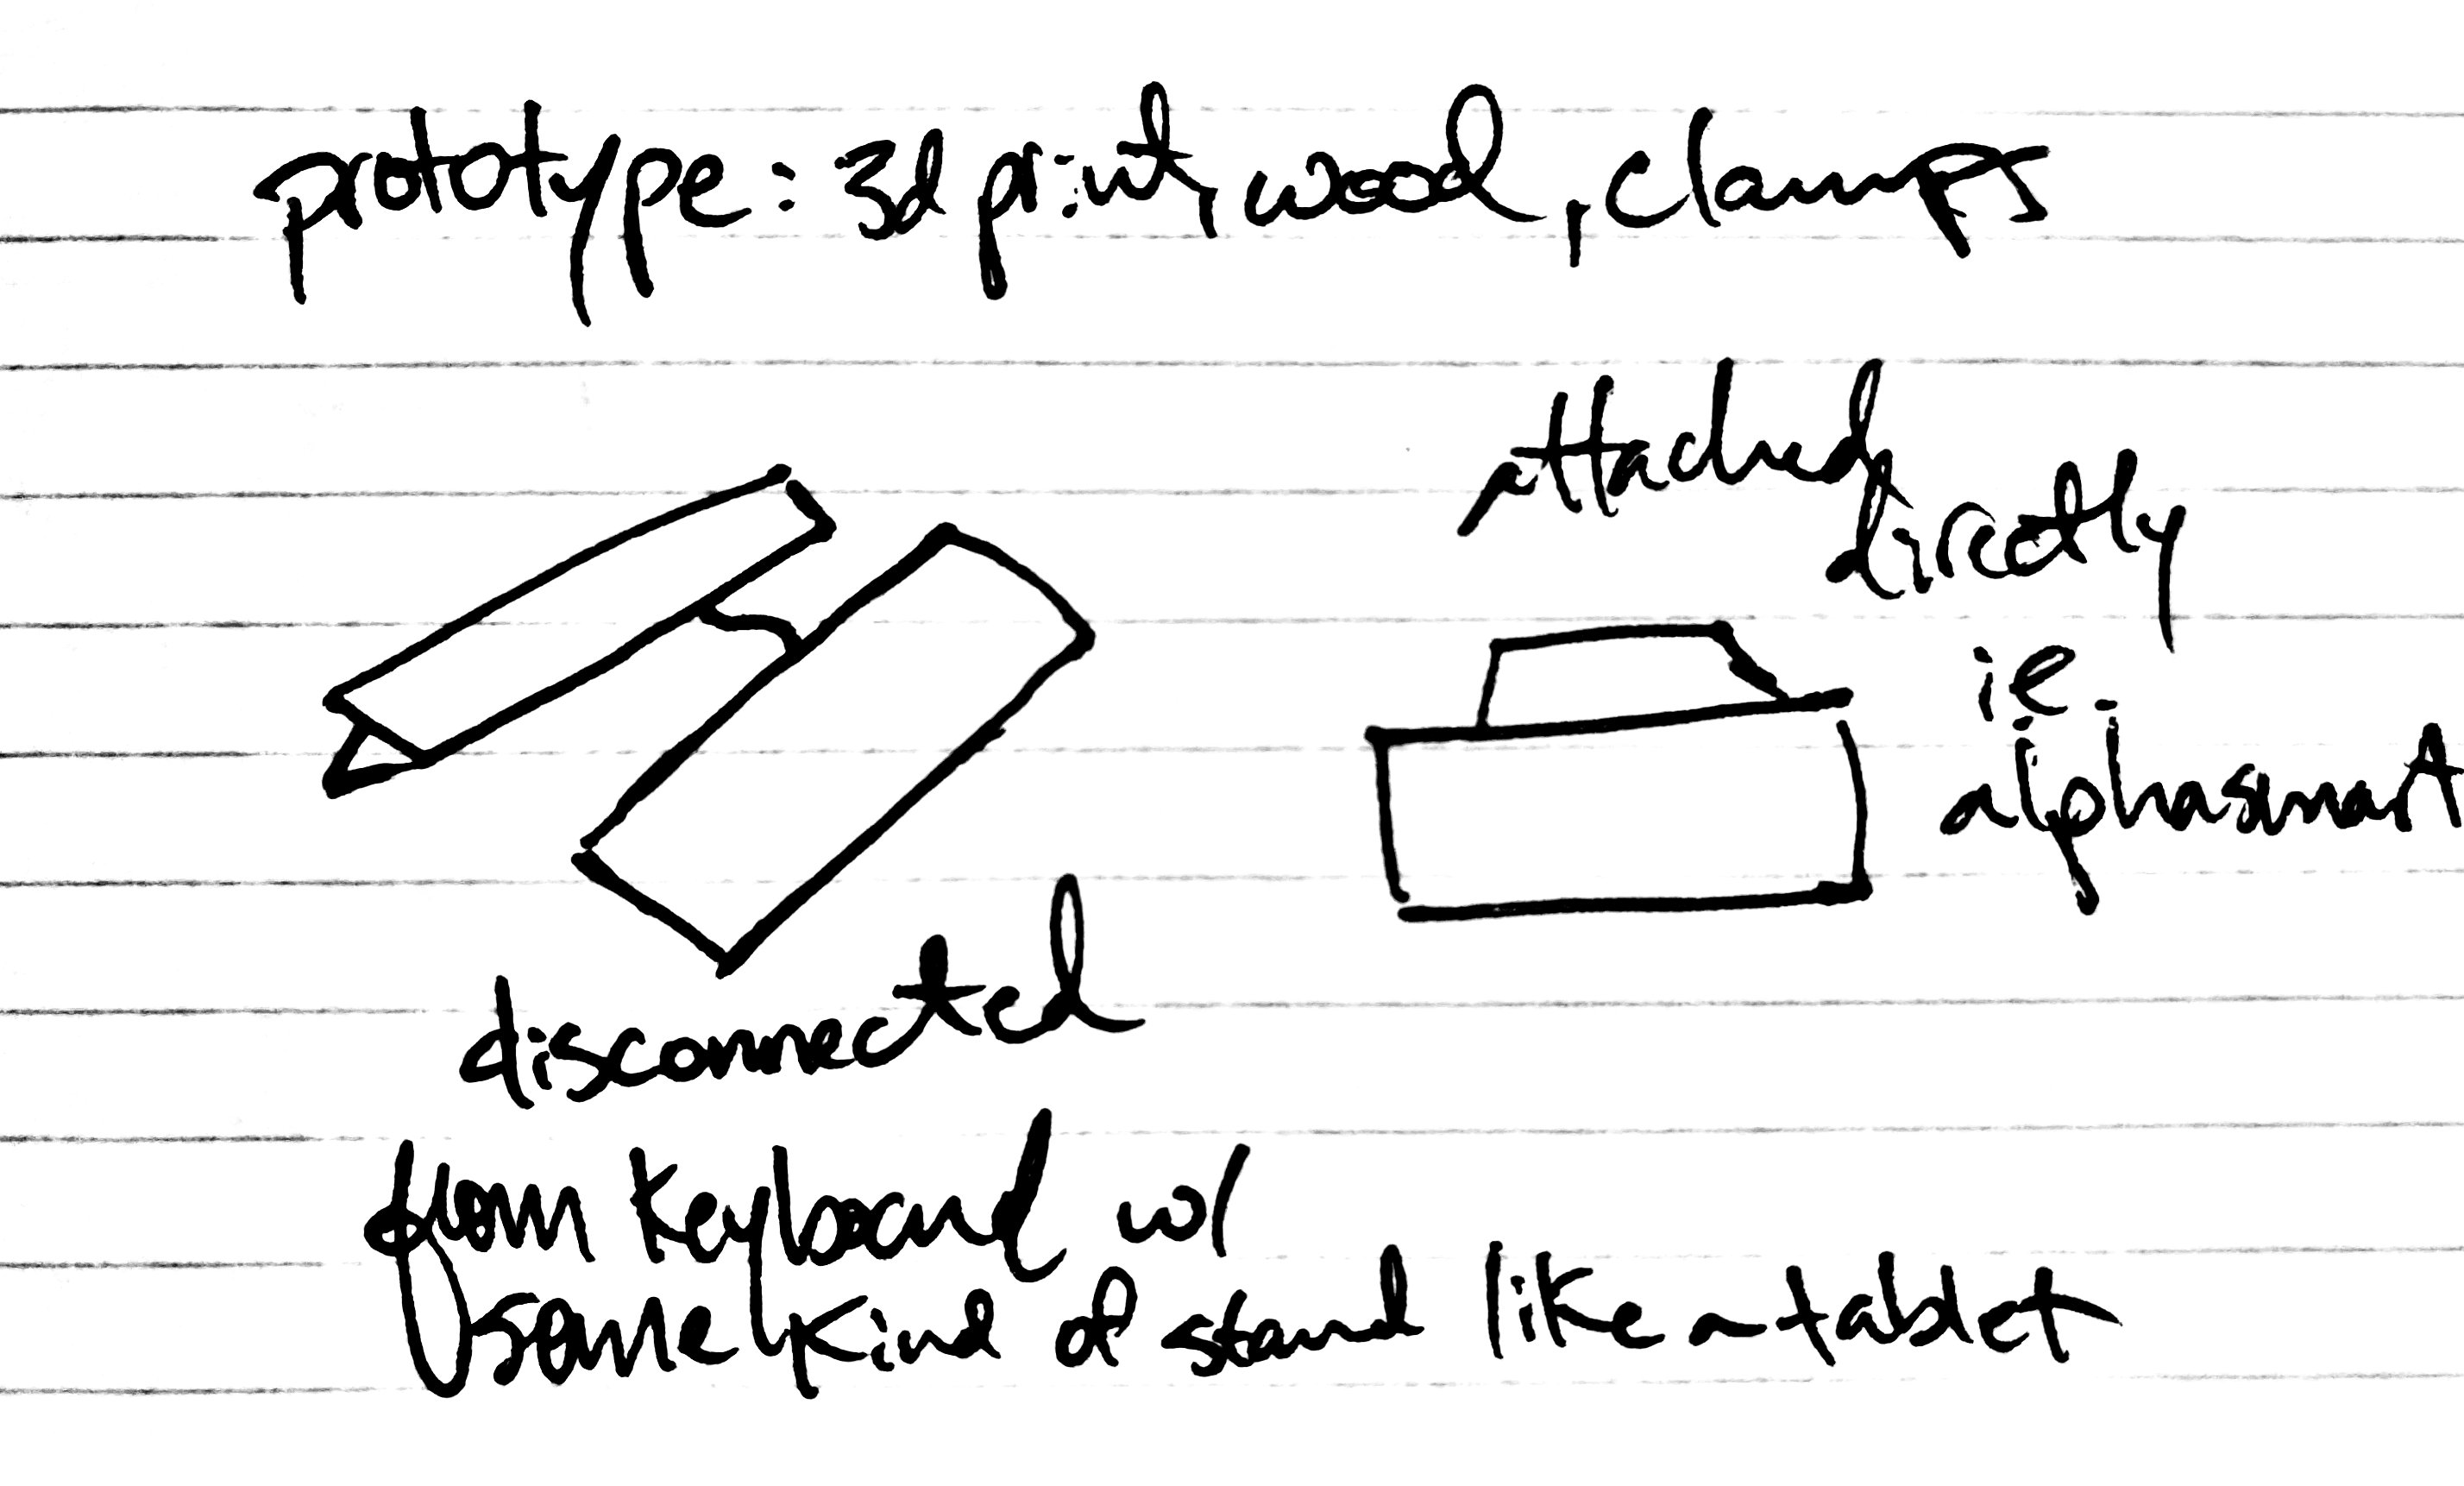 prototype: 3d print, wood, clamps
attached
directly
ie.
alphasmart
disconnected
from keyboard w/
some kind of stand like a tablet